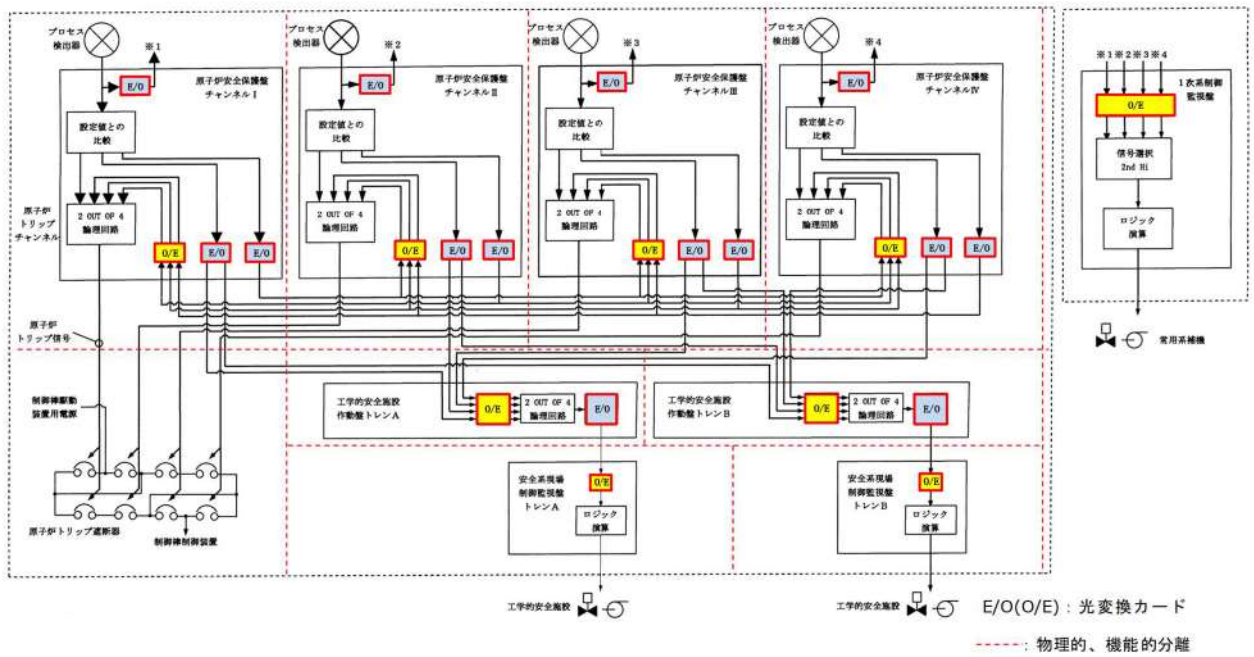 プロセス
検出器
※1
E/O
原子炉安全保護盤
チャンネルⅠ
設定値との
比較
2 OUT OF 4
論理回路
O/E
E/O
E/O
プロセス
検出器
※2
E/O
原子炉安全保護盤
チャンネルⅡ
設定値との
比較
2 OUT OF 4
論理回路
O/E
E/O
E/O
プロセス
検出器
※3
E/O
原子炉安全保護盤
チャンネルⅢ
設定値との
比較
2 OUT OF 4
論理回路
O/E
E/O
E/O
プロセス
検出器
※4
E/O
原子炉安全保護盤
チャンネルⅣ
設定値との
比較
2 OUT OF 4
論理回路
O/E
E/O
E/O
※1 ※2 ※3 ※4
1次系制御
監視盤
O/E
信号選択
2nd Hi
ロジック
演算
常用系補機
原子炉
トリップ
チャンネル
原子炉
トリップ信号
制御棒駆動
装置用電源
原子炉トリップ遮断器
制御棒制御装置
工学的安全施設
作動盤トレンA
O/E
2 OUT OF 4
論理回路
E/O
工学的安全施設
作動盤トレンB
O/E
2 OUT OF 4
論理回路
E/O
安全系現場
制御監視盤
トレンA
O/E
ロジック
演算
工学的安全施設
安全系現場
制御監視盤
トレンB
O/E
ロジック
演算
工学的安全施設
E/O(O/E)：光変換カード
：物理的、機能的分離